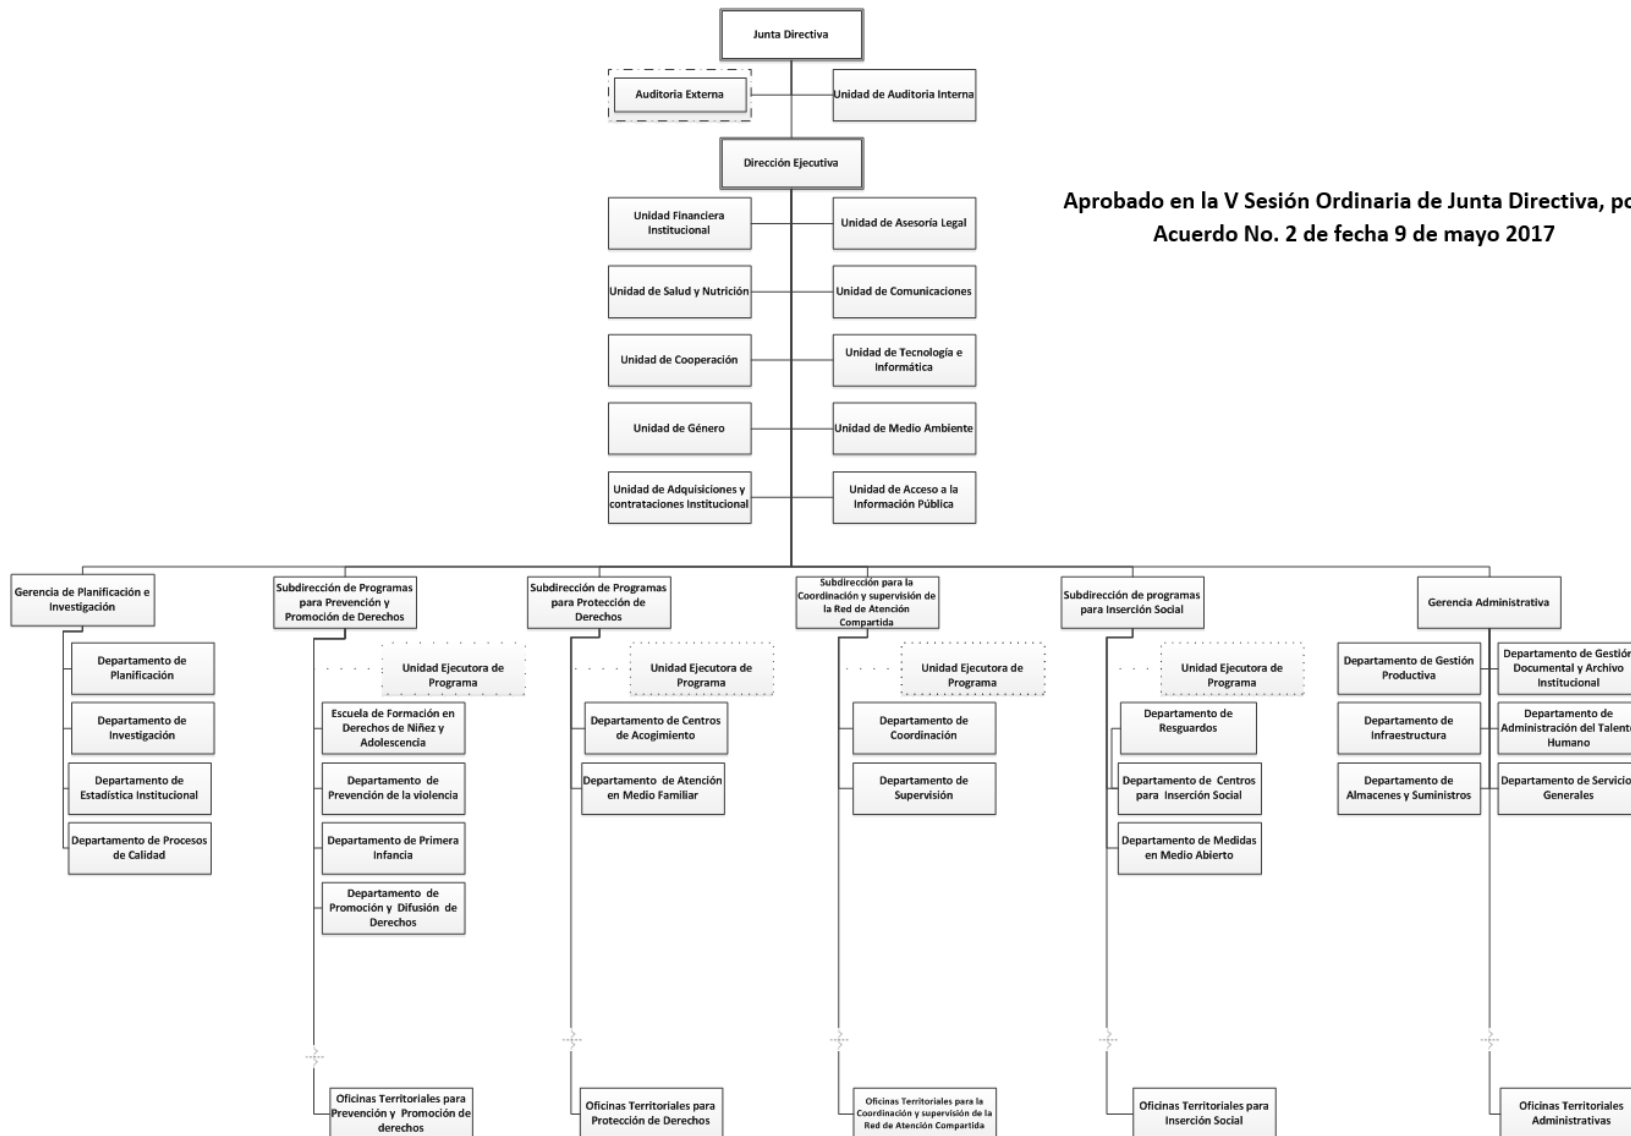 Junta Directiva
Auditoria Externa
Unidad de Auditoria Interna
Dirección Ejecutiva
Aprobado en la V Sesión Ordinaria de Junta Directiva, po
Acuerdo No. 2 de fecha 9 de mayo 2017
Unidad Financiera
Institucional
Unidad de Asesoría Legal
Unidad de Salud y Nutrición
Unidad de Comunicaciones
Unidad de Cooperación
Unidad de Tecnología e
Informática
Unidad de Género
Unidad de Medio Ambiente
Unidad de Adquisiciones y
contrataciones Institucional
Unidad de Acceso a la
Información Pública
Gerencia de Planificación e
Investigación
Departamento de
Planificación
Departamento de
Investigación
Departamento de
Estadística Institucional
Departamento de Procesos
de Calidad
Subdirección de Programas
para Prevención y
Promoción de Derechos
Unidad Ejecutora de
Programa
Escuela de Formación en
Derechos de Niñez y
Adolescencia
Departamento de
Prevención de la violencia
Departamento de Primera
Infancia
Departamento de
Promoción y Difusión de
Derechos
Oficinas Territoriales para
Prevención y Promoción de
derechos
Subdirección de Programas
para Protección de
Derechos
Unidad Ejecutora de
Programa
Departamento de Centros
de Acogimiento
Departamento de Atención
en Medio Familiar
Oficinas Territoriales para
Protección de Derechos
Subdirección para la
Coordinación y supervisión de
la Red de Atención
Compartida
Unidad Ejecutora de
Programa
Departamento de
Coordinación
Departamento de
Supervisión
Oficinas Territoriales para la
Coordinación y supervisión de la
Red de Atención Compartida
Subdirección de programas
para Inserción Social
Unidad Ejecutora de
Programa
Departamento de
Resguardos
Departamento de Centros
para Inserción Social
Departamento de Medidas
en Medio Abierto
Oficinas Territoriales para
Inserción Social
Gerencia Administrativa
Departamento de Gestión
Productiva
Departamento de Gestión
Documental y Archivo
Institucional
Departamento de
Infraestructura
Departamento de
Administración del Talento
Humano
Departamento de
Almacenes y Suministros
Departamento de Servicio
Generales
Oficinas Territoriales
Administrativas